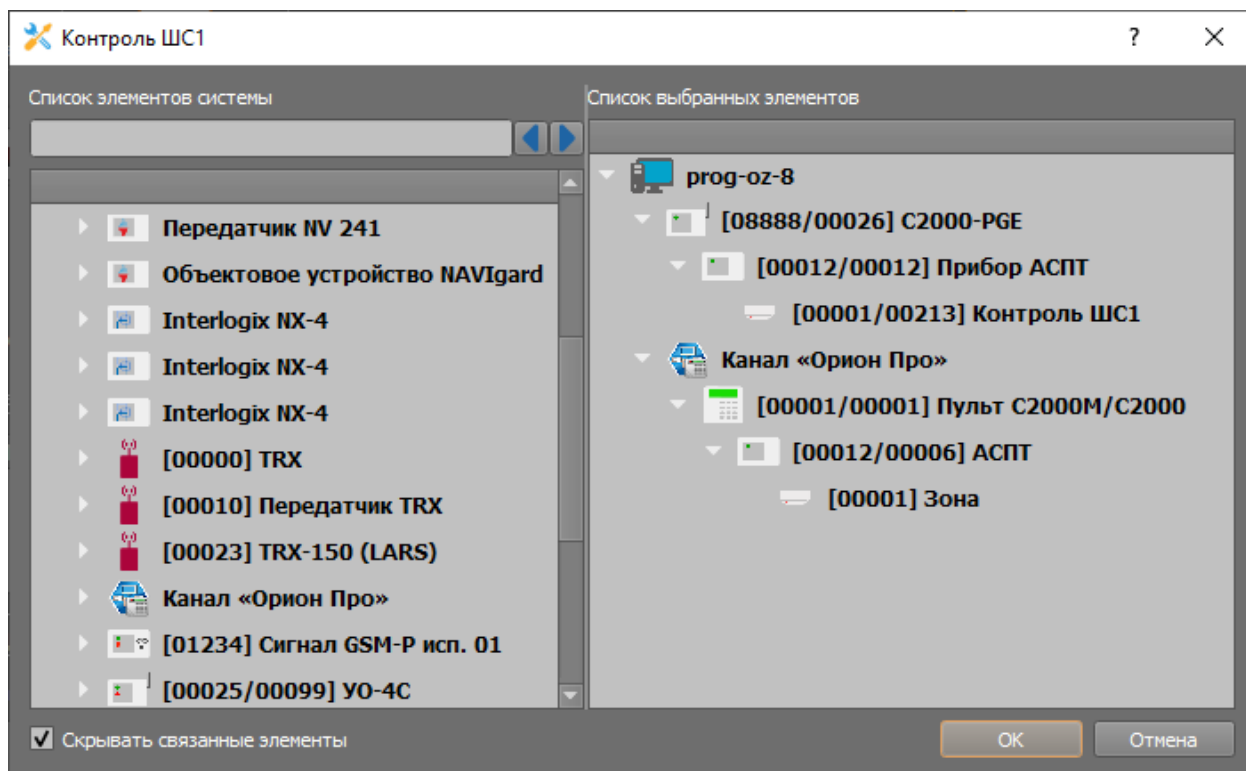 Контроль ШС1
?
Список элементов системы
Список выбранных элементов
Передатчик NV 241
Объектовое устройство NAVIgard
Interlogix NX-4
Interlogix NX-4
Interlogix NX-4
[00000] TRX
[00010] Передатчик TRX
[00023] TRX-150 (LARS)
Канал «Орион Про»
[01234] Сигнал GSM-P исп. 01
[00025/00099] УО-4С
prog-oz-8
[08888/00026] C2000-PGE
[00012/00012] Прибор АСПТ
[00001/00213] Контроль ШС1
Канал «Орион Про»
[00001/00001] Пульт С2000М/С2000
[00012/00006] АСПТ
[00001] Зона
Скрывать связанные элементы
OK
Отмена